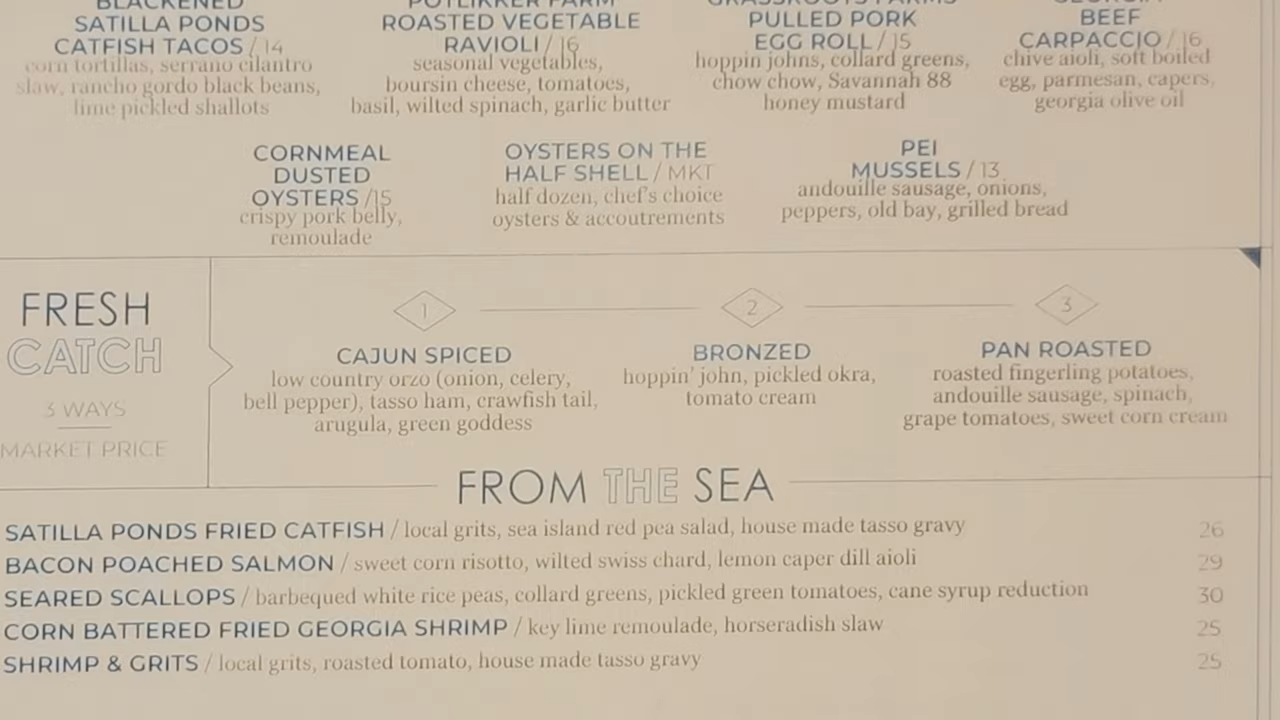 BLACKENED
SATILLA PONDS
CATFISH TACOS / 14
corn tortillas, serrano cilantro
slaw, rancho gordo black beans,
lime pickled shallots
POTLIKKER FARM
ROASTED VEGETABLE
RAVIOLI / 16
seasonal vegetables,
boursin cheese, tomatoes,
basil, wilted spinach, garlic butter
GRASSROOTS FARMS
PULLED PORK
EGG ROLL / 15
hoppin johns, collard greens,
chow chow, Savannah 88
honey mustard
GEORGIA
BEEF
CARPACCIO / 16
chive aioli, soft boiled
egg, parmesan, capers,
georgia olive oil
CORNMEAL
DUSTED
OYSTERS /15
crispy pork belly,
remoulade
OYSTERS ON THE
HALF SHELL / MKT
half dozen, chef's choice
oysters & accoutrements
PEI
MUSSELS / 13
andouille sausage, onions,
peppers, old bay, grilled bread
FRESH
CATCH
3 WAYS
MARKET PRICE
1
CAJUN SPICED
low country orzo (onion, celery,
bell pepper), tasso ham, crawfish tail,
arugula, green goddess
2
BRONZED
hoppin' john, pickled okra,
tomato cream
3
PAN ROASTED
roasted fingerling potatoes,
andouille sausage, spinach,
grape tomatoes, sweet corn cream
FROM THE SEA
SATILLA PONDS FRIED CATFISH / local grits, sea island red pea salad, house made tasso gravy 26
BACON POACHED SALMON / sweet corn risotto, wilted swiss chard, lemon caper dill aioli 29
SEARED SCALLOPS / barbequed white rice peas, collard greens, pickled green tomatoes, cane syrup reduction 30
CORN BATTERED FRIED GEORGIA SHRIMP / key lime remoulade, horseradish slaw 25
SHRIMP & GRITS / local grits, roasted tomato, house made tasso gravy 25